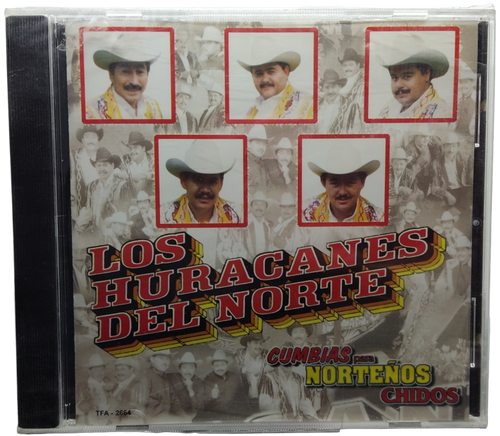 LOS
HURACANES
DEL NORTE
CUMBIAS para
NORTEÑOS
CHIDOS
TFA - 2664